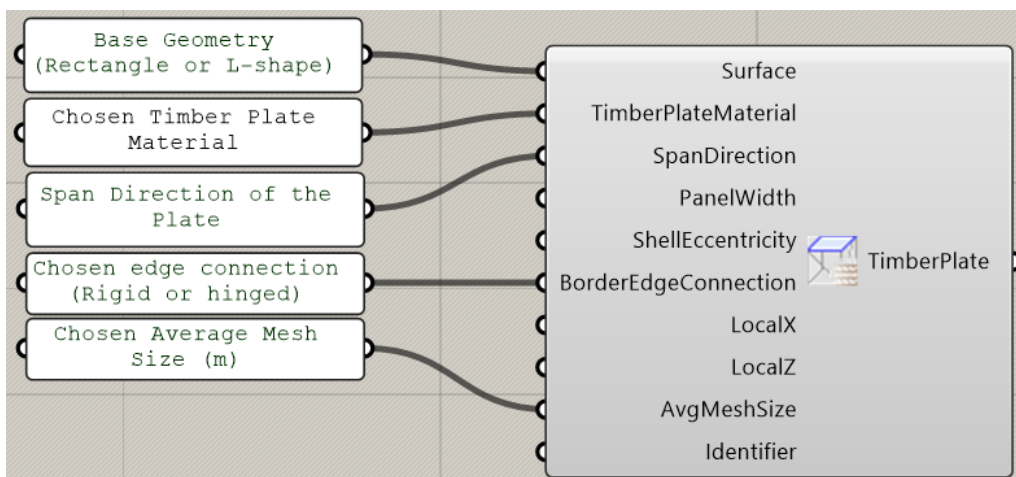 Base Geometry
(Rectangle or L-shape)
Chosen Timber Plate
Material
Span Direction of the
Plate
Chosen edge connection
(Rigid or hinged)
Chosen Average Mesh
Size (m)
Surface
TimberPlateMaterial
SpanDirection
PanelWidth
ShellEccentricity
BorderEdgeConnection
LocalX
LocalZ
AvgMeshSize
Identifier
TimberPlate